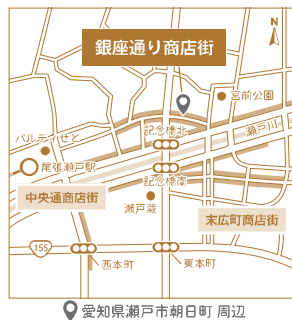 N
銀座通り商店街
宮前公園
記念橋北
瀬戸川
パルティせと
尾張瀬戸駅
記念橋南
中央通商店街
瀬戸蔵
末広町商店街
155
西本町
東本町
愛知県瀬戸市朝日町 周辺